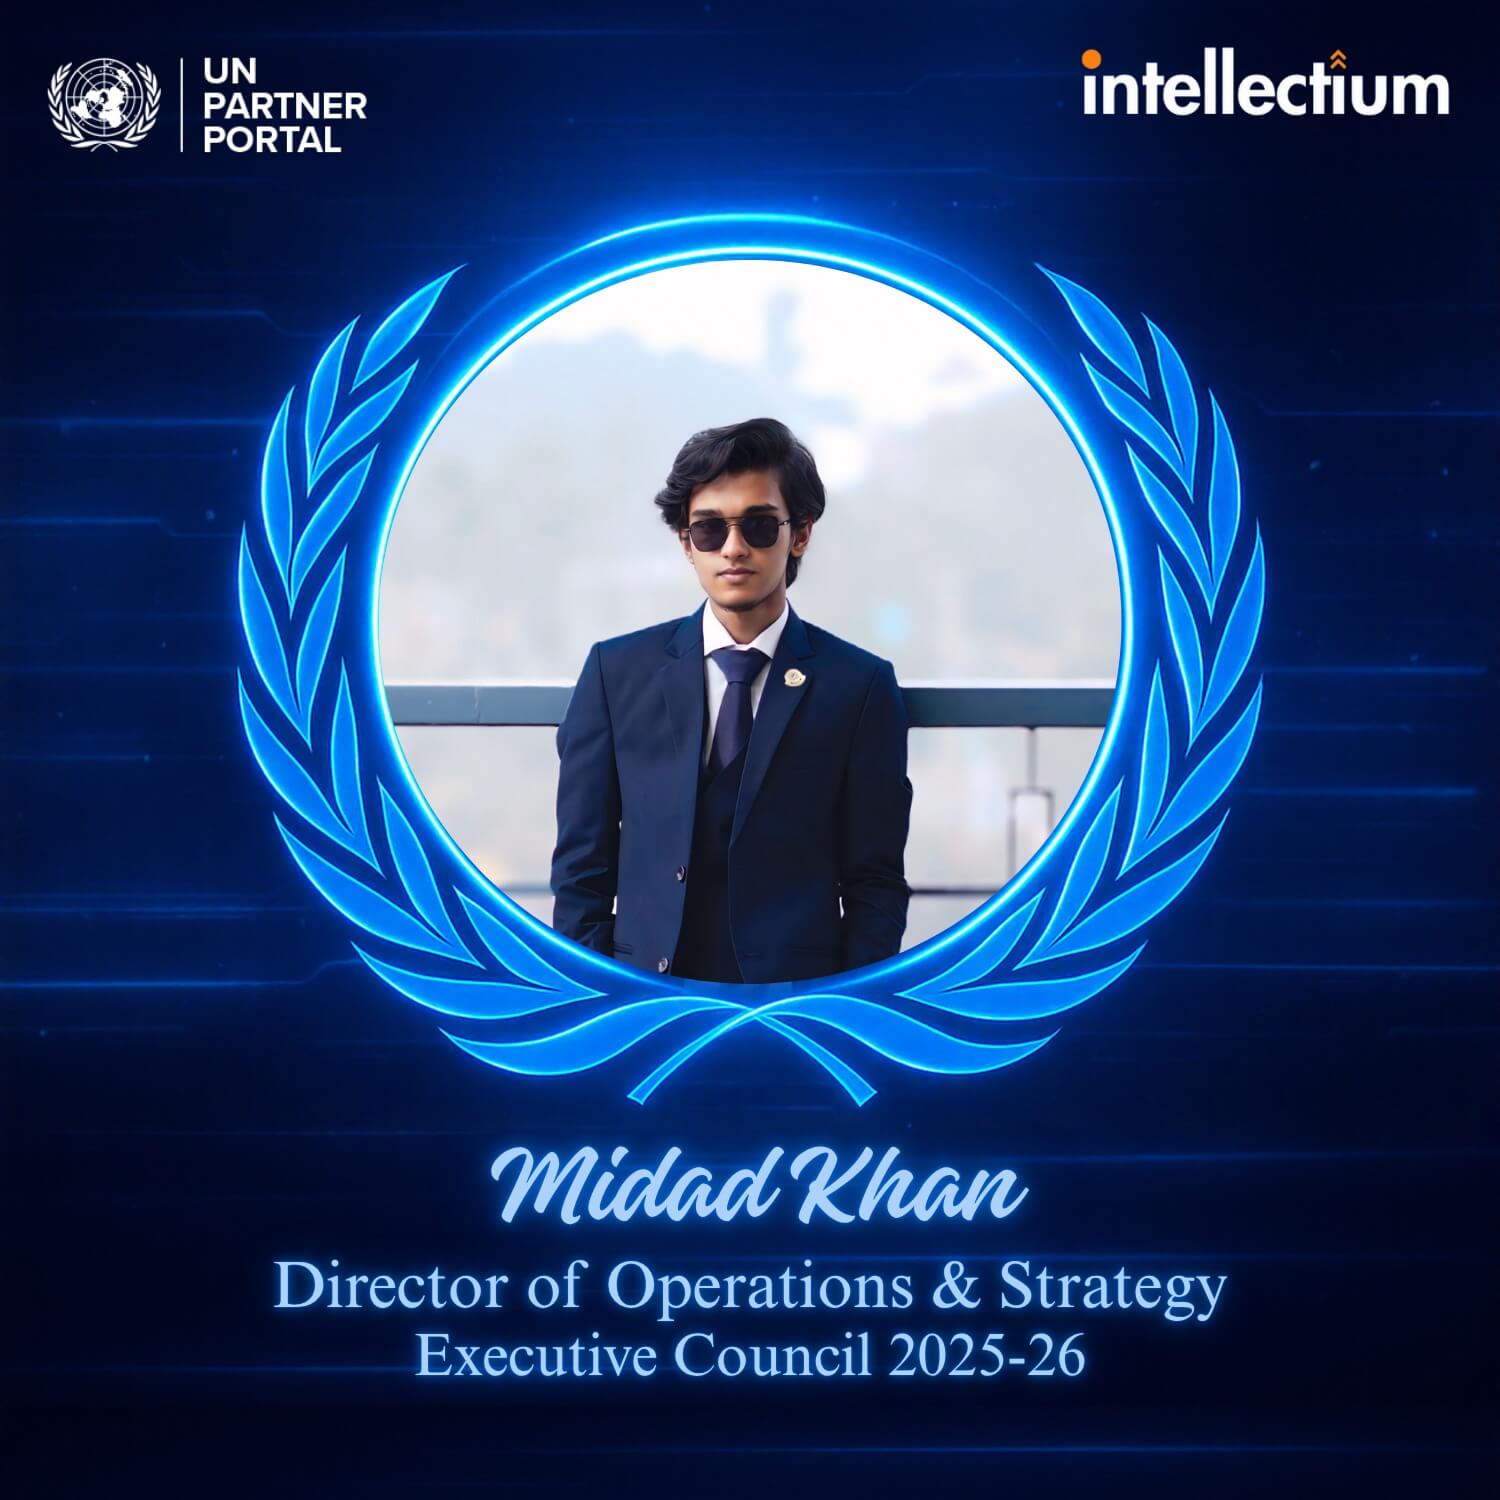 UN
PARTNER
PORTAL
intellectium
Midad Khan
Director of Operations & Strategy
Executive Council 2025-26